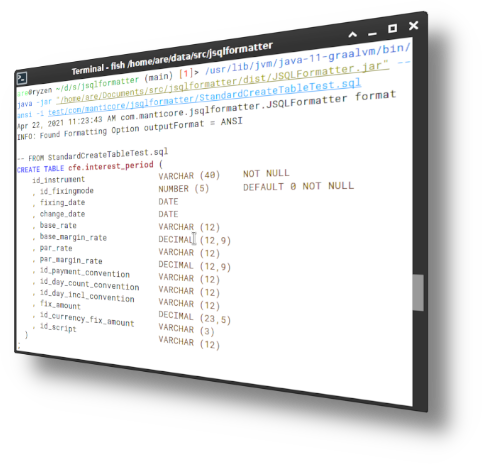 Terminal - fish /home/are/data/src/jsqlformatter
are@ryzen ~/d/s/jsqlformatter (main) [1]> /usr/lib/jvm/java-11-graalvm/bin/
java -jar "/home/are/Documents/src/jsqlformatter/dist/JSQLFormatter.jar" --
ansi -i test/com/manticore/jsqlformatter/StandardCreateTableTest.sql
Apr 22, 2021 11:23:43 AM com.manticore.jsqlformatter.JSQLFormatter format
INFO: Found Formatting Option outputFormat = ANSI
-- FROM StandardCreateTableTest.sql
CREATE TABLE cfe.interest_period (
id_instrument VARCHAR (40) NOT NULL
, id_fixingmode NUMBER (5) DEFAULT 0 NOT NULL
, fixing_date DATE
, change_date DATE
, base_rate VARCHAR (12)
, base_margin_rate DECIMAL (12,9)
, par_rate VARCHAR (12)
, par_margin_rate DECIMAL (12,9)
, id_payment_convention VARCHAR (12)
, id_day_count_convention VARCHAR (12)
, id_day_incl_convention VARCHAR (12)
, fix_amount DECIMAL (23,5)
, id_currency_fix_amount VARCHAR (3)
, id_script VARCHAR (12)
)
;